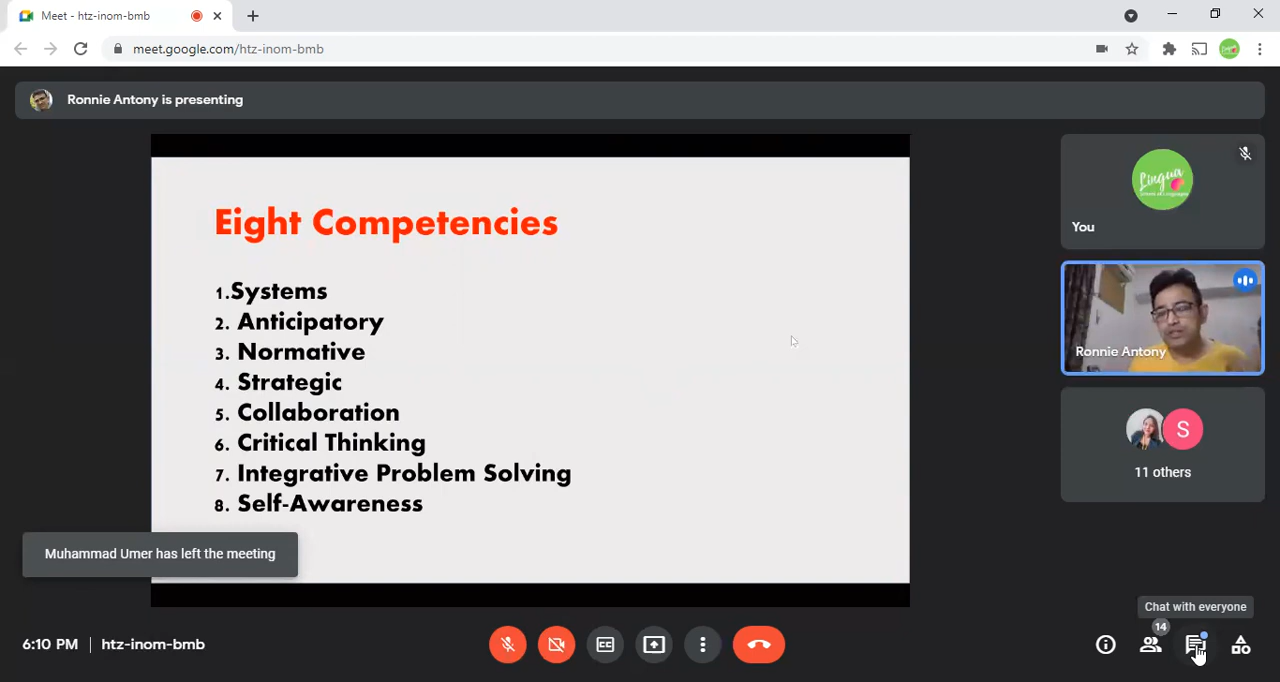 Meet - htz-inom-bmb
meet.google.com/htz-inom-bmb
Ronnie Antony is presenting
Eight Competencies
1.Systems
2. Anticipatory
3. Normative
4. Strategic
5. Collaboration
6. Critical Thinking
7. Integrative Problem Solving
8. Self-Awareness
Lingua
You
Ronnie Antony
S
11 others
Muhammad Umer has left the meeting
Chat with everyone
14
6:10 PM | htz-inom-bmb
CC